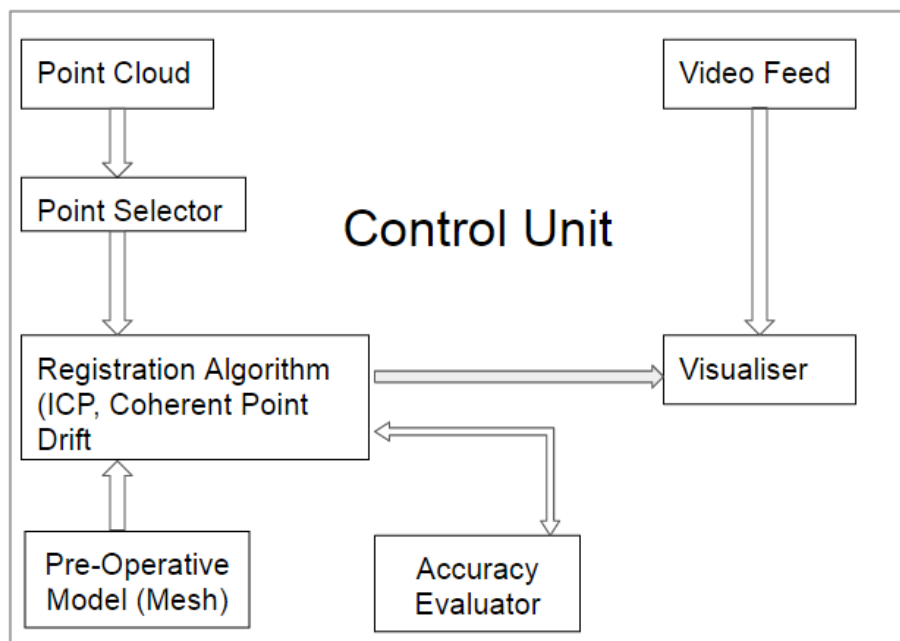 Point Cloud
Video Feed
Point Selector
Control Unit
Registration Algorithm
(ICP, Coherent Point
Drift
Visualiser
Pre-Operative
Model (Mesh)
Accuracy
Evaluator